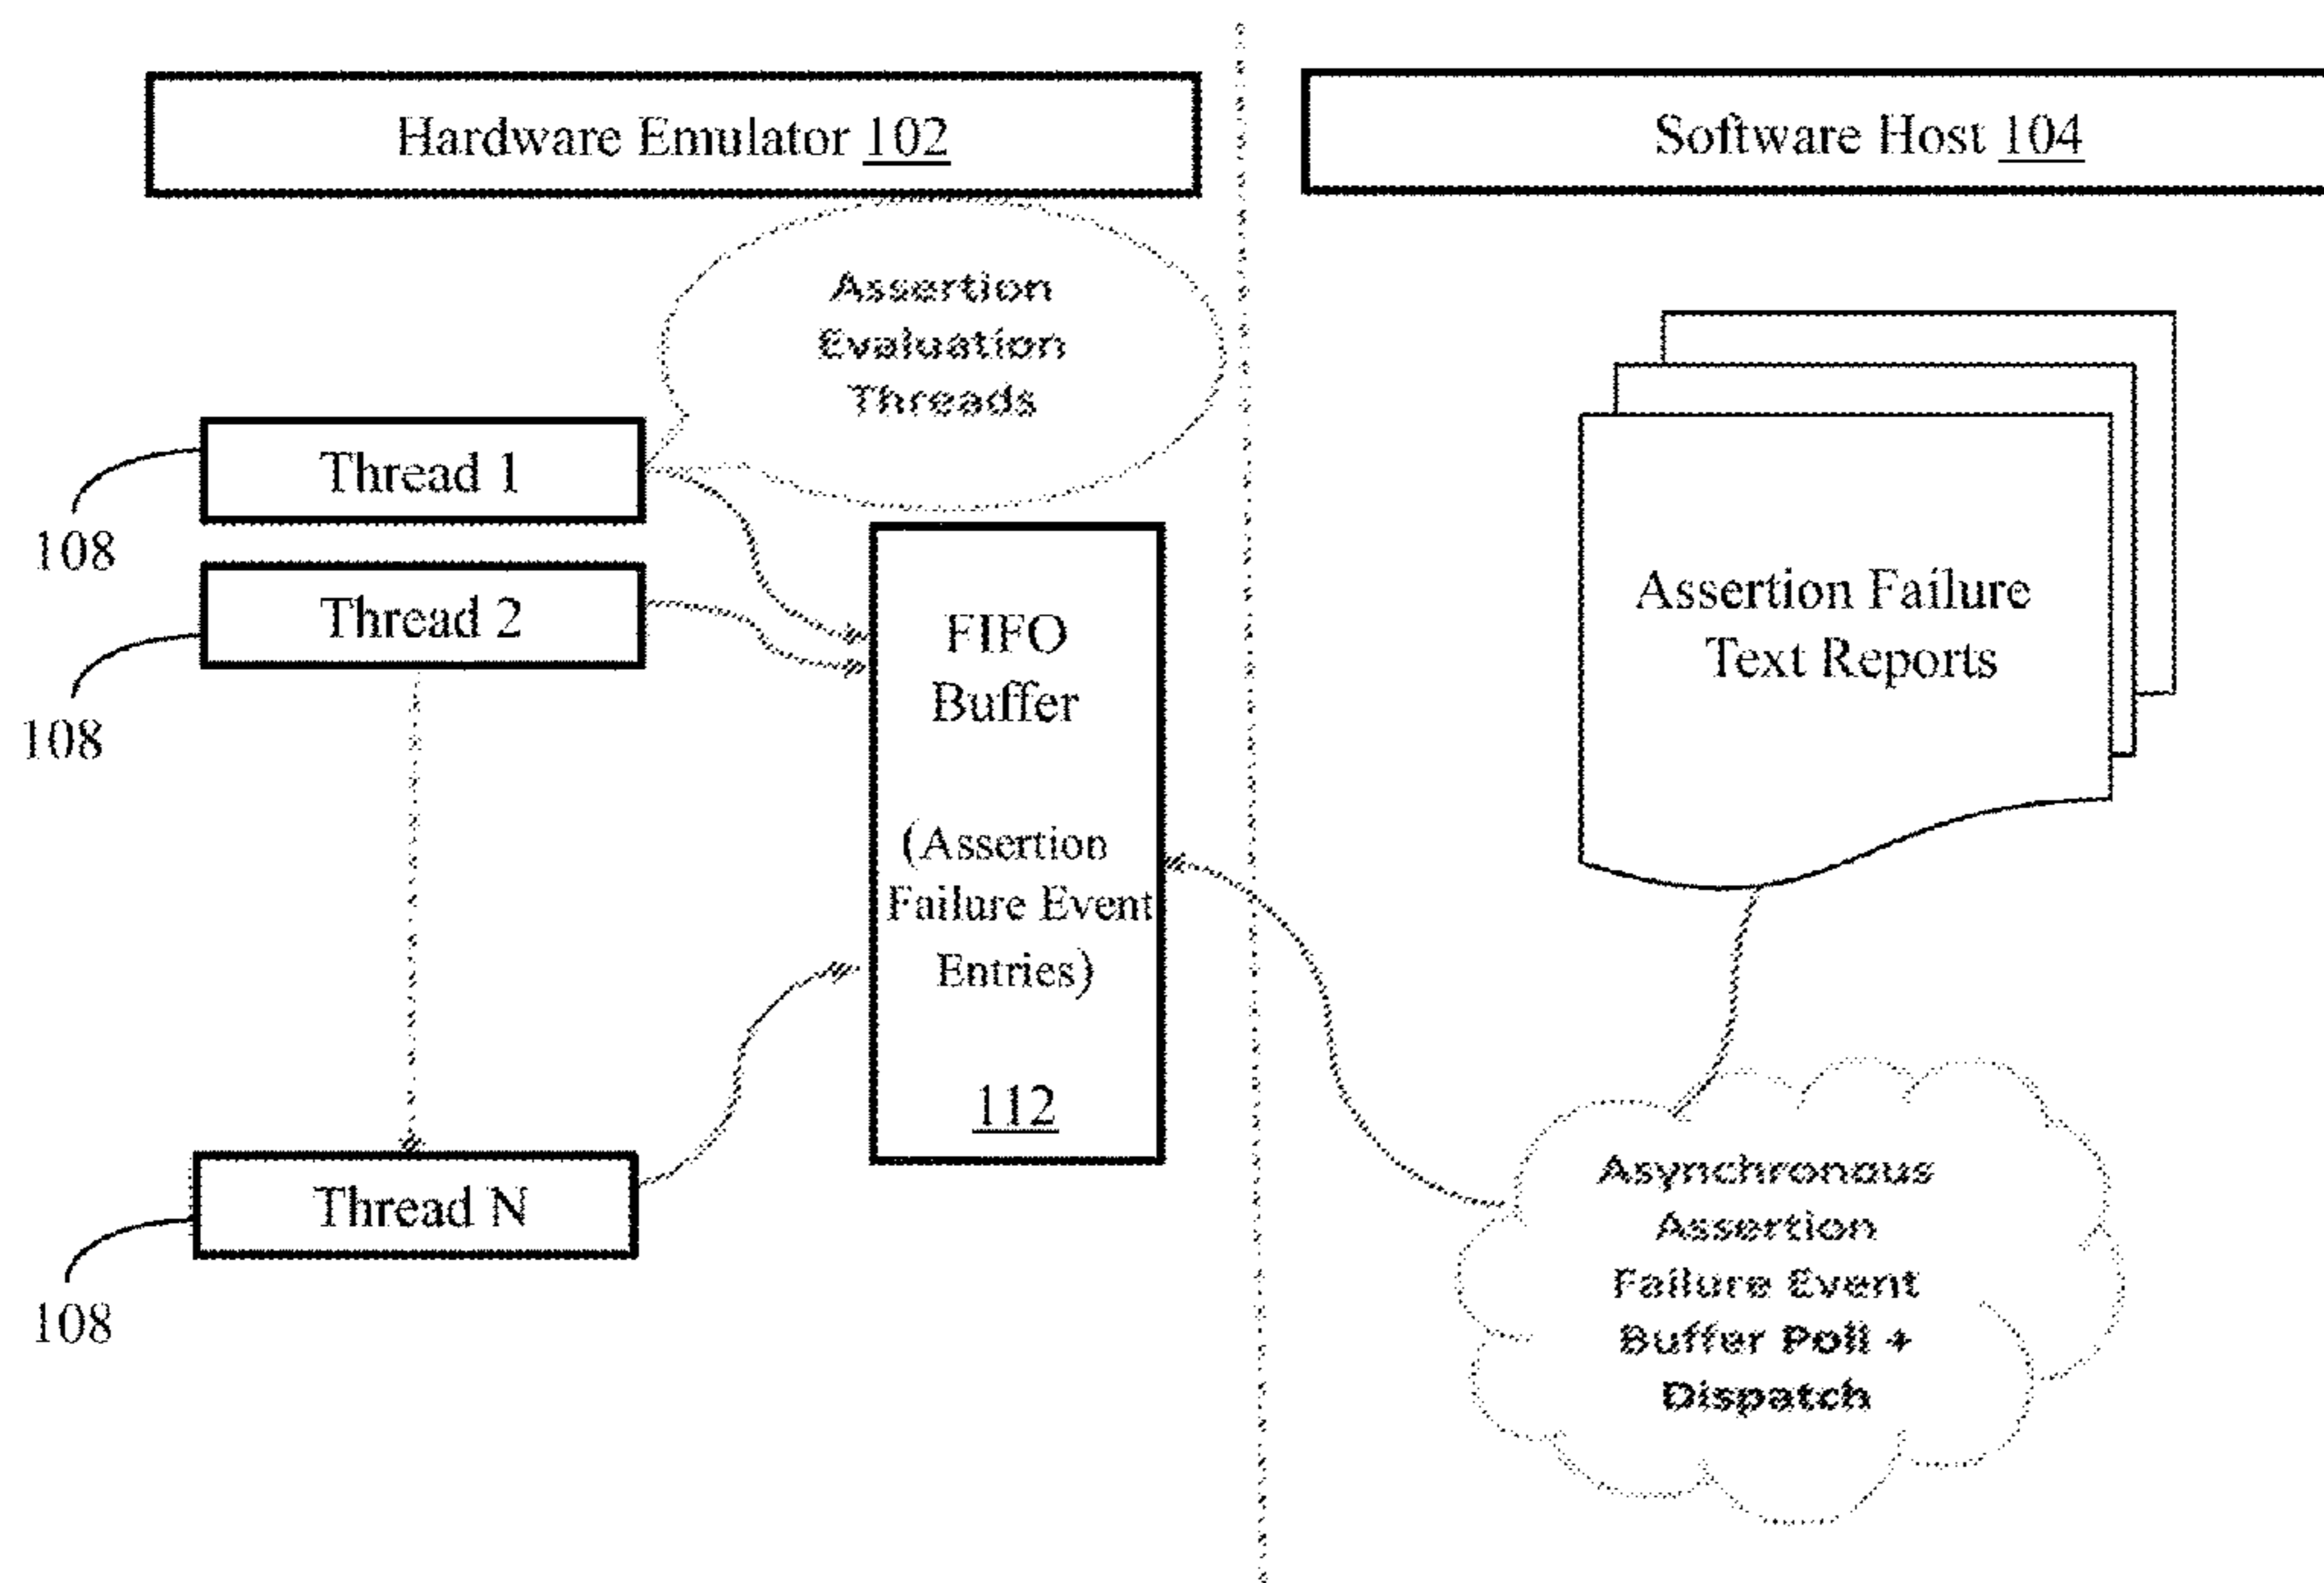 Hardware Emulator 102
Software Host 104
Assertion
Evaluation
Threads
Thread 1
108
Thread 2
108
Thread N
108
FIFO
Buffer
(Assertion
Failure Event
Entries)
112
Assertion Failure
Text Reports
Asynchronous
Assertion
Failure Event
Buffer Poll +
Dispatch